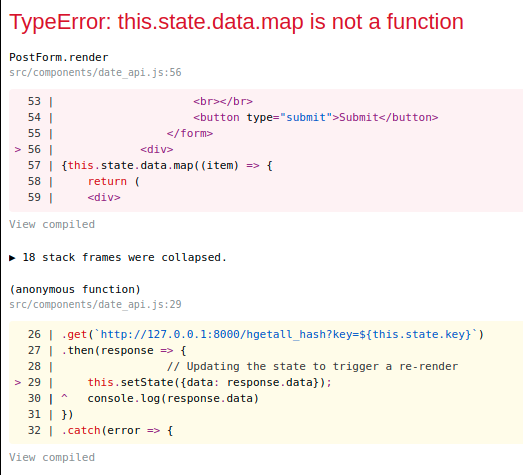 TypeError: this.state.data.map is not a function
PostForm.render
src/components/date_api.js:56
53 | <br></br>
54 | <button type="submit">Submit</button>
55 | </form>
> 56 | <div>
57 | {this.state.data.map((item) => {
58 | return (
59 | <div>
View compiled
▶ 18 stack frames were collapsed.
(anonymous function)
src/components/date_api.js:29
26 | .get(`http://127.0.0.1:8000/hgetall_hash?key=${this.state.key}`)
27 | .then(response => {
28 | // Updating the state to trigger a re-render
> 29 | this.setState({data: response.data});
30 | ^ console.log(response.data)
31 | })
32 | .catch(error => {
View compiled